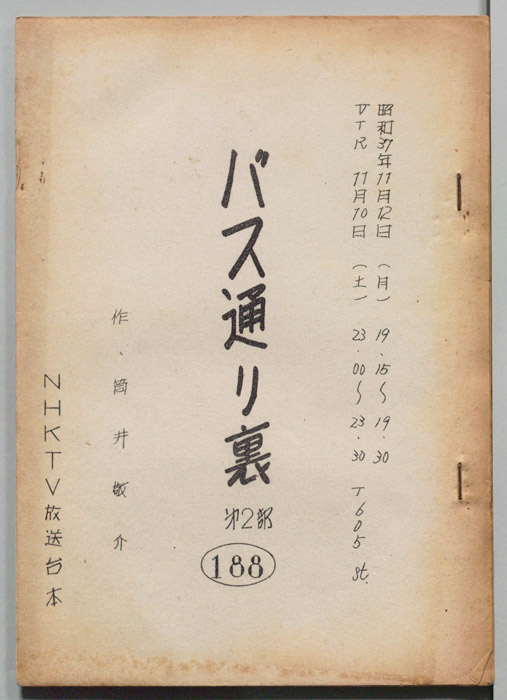 昭和37年11月12日(月) 19.15~19.30
VTR 11月10日(土) 23.00~23.30 T605 st.
バス通り裏
第2部
188
作、筒井敬介
NHKTV放送台本